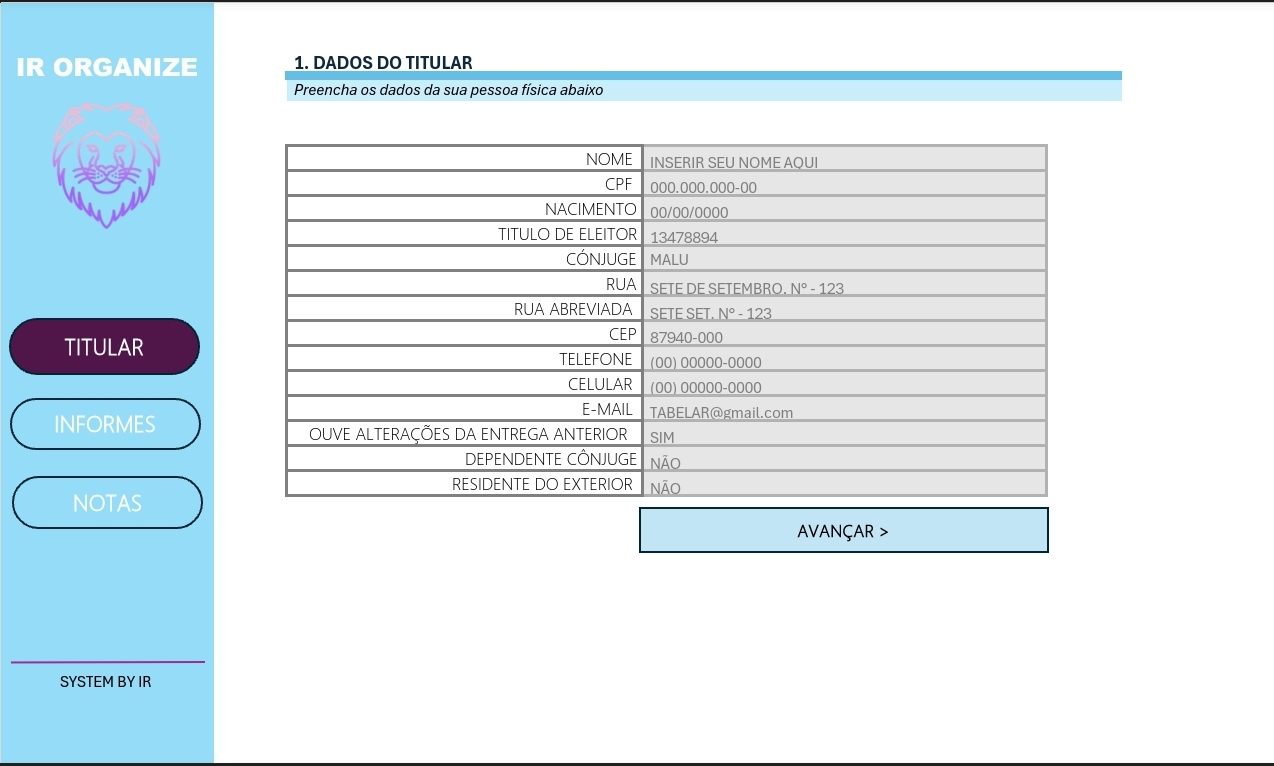 IR ORGANIZE
TITULAR
INFORMES
NOTAS
SYSTEM BY IR
1. DADOS DO TITULAR
Preencha os dados da sua pessoa física abaixo
NOME INSERIR SEU NOME AQUI
CPF 000.000.000-00
NACIMENTO 00/00/0000
TITULO DE ELEITOR 13478894
CÓNJUGE MALU
RUA SETE DE SETEMBRO, Nº - 123
RUA ABREVIADA SETE SET. Nº - 123
CEP 87940-000
TELEFONE (00) 00000-0000
CELULAR (00) 00000-0000
E-MAIL TABELAR@gmail.com
OUVE ALTERAÇÕES DA ENTREGA ANTERIOR SIM
DEPENDENTE CÔNJUGE NÃO
RESIDENTE DO EXTERIOR NÃO
AVANÇAR >